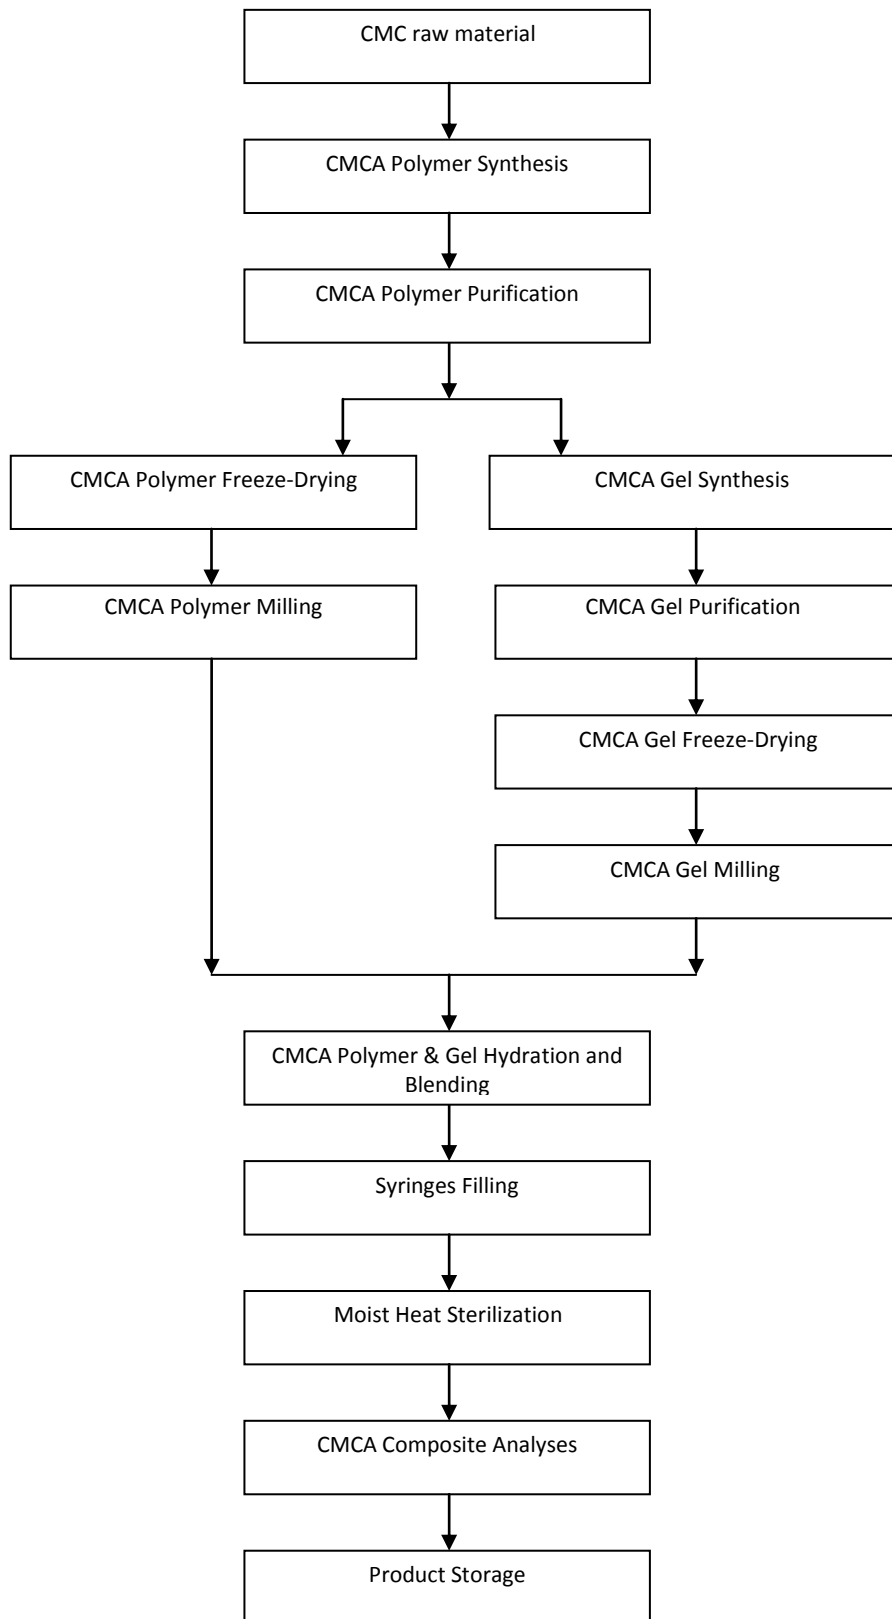 CMC raw material
CMCA Polymer Synthesis
CMCA Polymer Purification
CMCA Polymer Freeze-Drying
CMCA Gel Synthesis
CMCA Polymer Milling
CMCA Gel Purification
CMCA Gel Freeze-Drying
CMCA Gel Milling
CMCA Polymer & Gel Hydration and
Blending
Syringes Filling
Moist Heat Sterilization
CMCA Composite Analyses
Product Storage